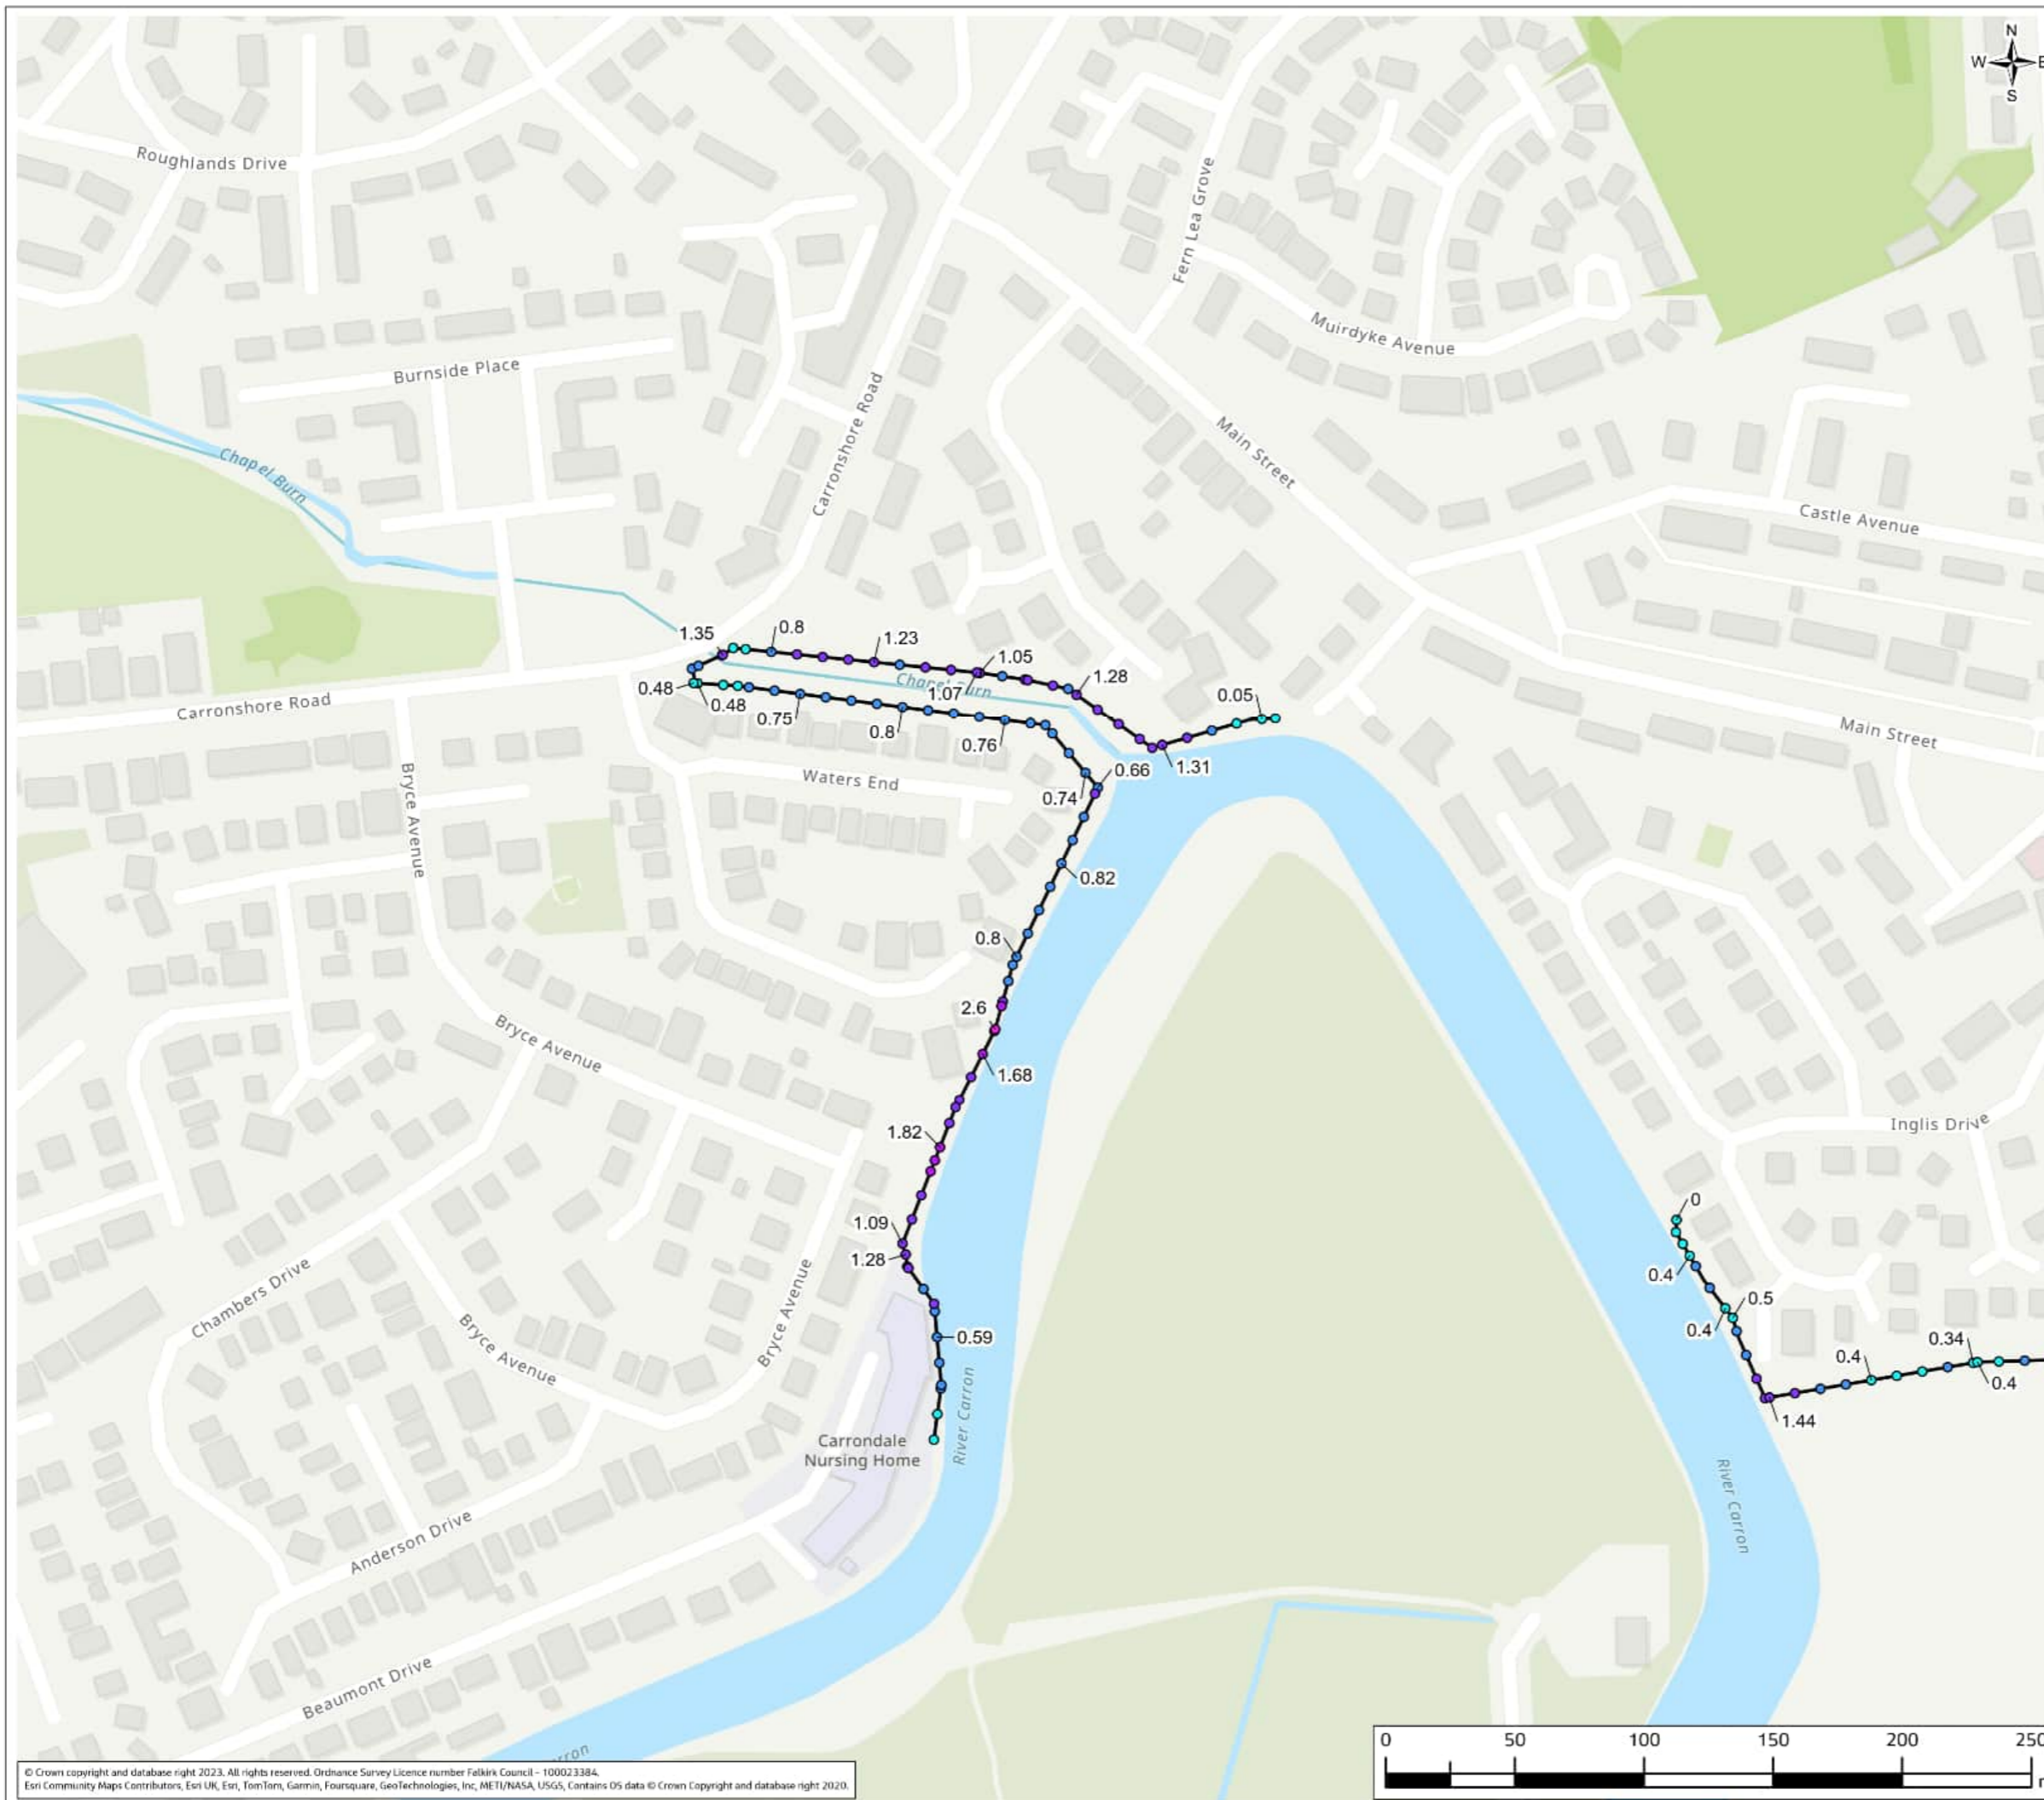 N
W
E
S
Roughlands Drive
Fern Lea Grove
Muirdyke Avenue
Burnside Place
Carronshore Road
Main Street
Chapel Burn
Castle Avenue
1.35
0.8
1.23
1.05
1.28
0.05
Chapel Burn
1.07
0.48
0.48
0.75
0.8
0.76
Carronshore Road
Main Street
0.66
1.31
Waters End
0.74
Bryce Avenue
0.82
0.8
2.6
Bryce Avenue
1.68
1.82
Inglis Drive
0
1.09
1.28
0.4
0.5
0.4
Chambers Drive
Bryce Avenue
Bryce Avenue
0.59
0.34
0.4
0.4
1.44
River Carron
Carrondale
Nursing Home
River Carron
Anderson Drive
Beaumont Drive
0
50
100
150
200
© Crown copyright and database right 2023. All rights reserved. Ordnance Survey Licence number Falkirk Council - 100023384.
Esri Community Maps Contributors, Esri UK, Esri, TomTom, Garmin, Foursquare, GeoTechnologies, Inc, METI/NASA, USGS, Contains OS data © Crown Copyright and database right 2020.